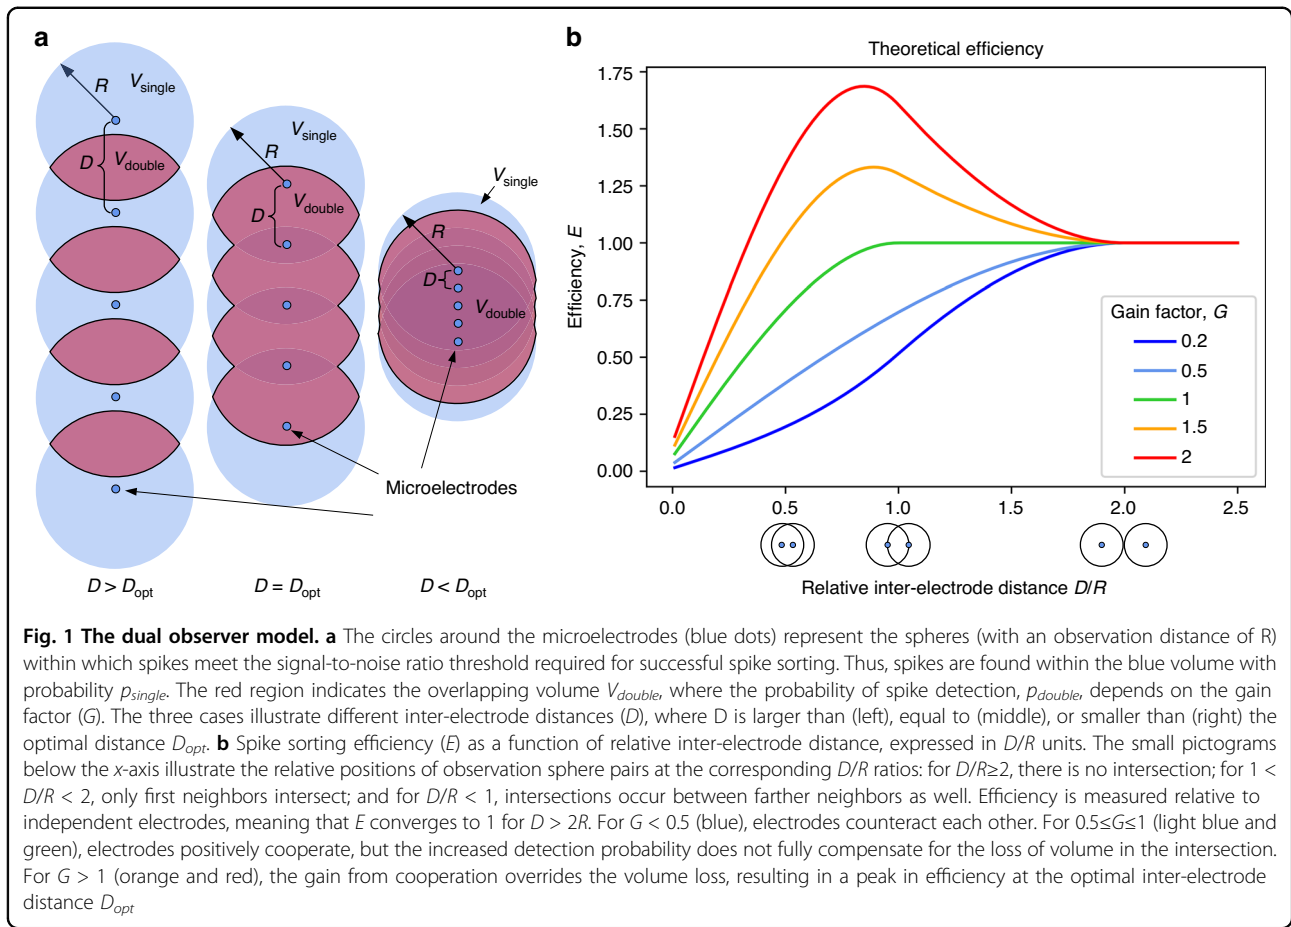 a
R
V_single
D
V_double
V_single
R
V_double
D
V_single
R
D
V_double
Microelectrodes
D > D_opt
D = D_opt
D < D_opt
b
Theoretical efficiency
Efficiency, E
1.75
1.50
1.25
1.00
0.75
0.50
0.25
0.00
Gain factor, G
0.2
0.5
1
1.5
2
0.0 0.5 1.0 1.5 2.0 2.5
Relative inter-electrode distance D/R
Fig. 1 The dual observer model. a The circles around the microelectrodes (blue dots) represent the spheres (with an observation distance of R)
within which spikes meet the signal-to-noise ratio threshold required for successful spike sorting. Thus, spikes are found within the blue volume with
probability p_single. The red region indicates the overlapping volume V_double, where the probability of spike detection, p_double, depends on the gain
factor (G). The three cases illustrate different inter-electrode distances (D), where D is larger than (left), equal to (middle), or smaller than (right) the
optimal distance D_opt. b Spike sorting efficiency (E) as a function of relative inter-electrode distance, expressed in D/R units. The small pictograms
below the x-axis illustrate the relative positions of observation sphere pairs at the corresponding D/R ratios: for D/R≥2, there is no intersection; for 1 <
D/R < 2, only first neighbors intersect; and for D/R < 1, intersections occur between farther neighbors as well. Efficiency is measured relative to
independent electrodes, meaning that E converges to 1 for D > 2R. For G < 0.5 (blue), electrodes counteract each other. For 0.5≤G≤1 (light blue and
green), electrodes positively cooperate, but the increased detection probability does not fully compensate for the loss of volume in the intersection.
For G > 1 (orange and red), the gain from cooperation overrides the volume loss, resulting in a peak in efficiency at the optimal inter-electrode
distance D_opt